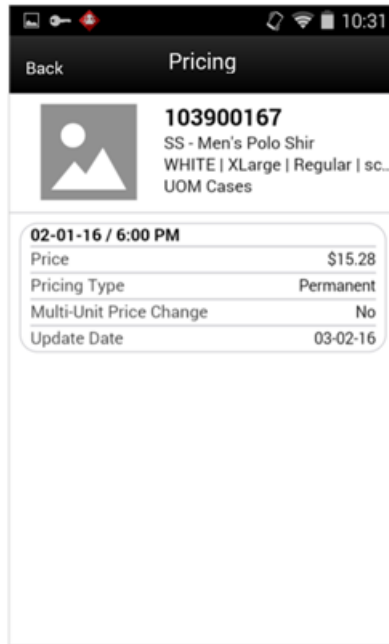 10:31
Back
Pricing
103900167
SS - Men's Polo Shir
WHITE | XLarge | Regular | sc...
UOM Cases
02-01-16 / 6:00 PM
Price $15.28
Pricing Type Permanent
Multi-Unit Price Change No
Update Date 03-02-16